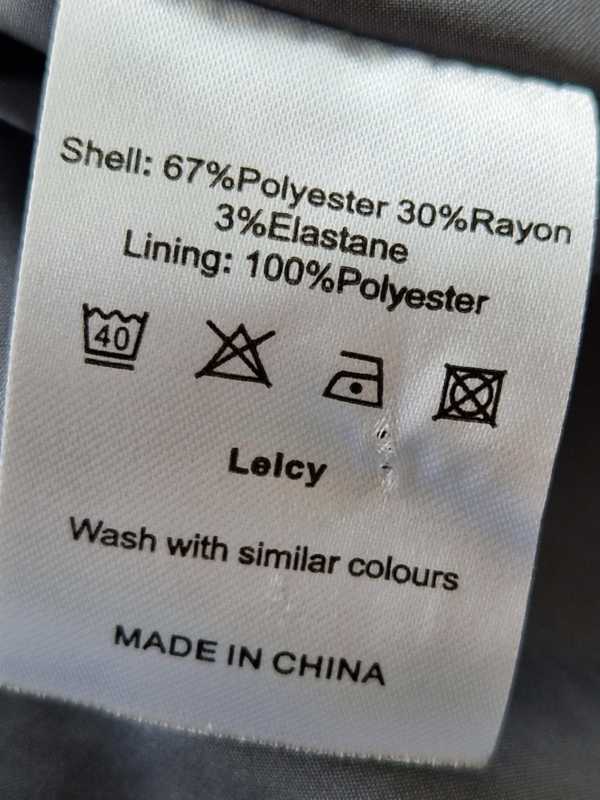 Shell: 67%Polyester 30%Rayon
3%Elastane
Lining: 100%Polyester
40
Lelcy
Wash with similar colours
MADE IN CHINA